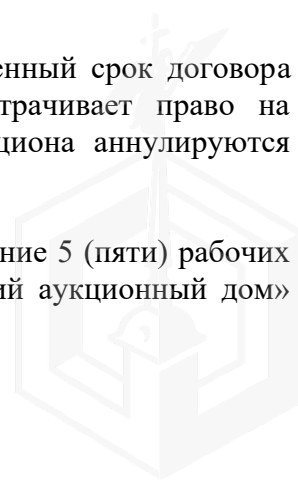 енный срок договора
трачивает право на
циона аннулируются
ние 5 (пяти) рабочих
ий аукционный дом»